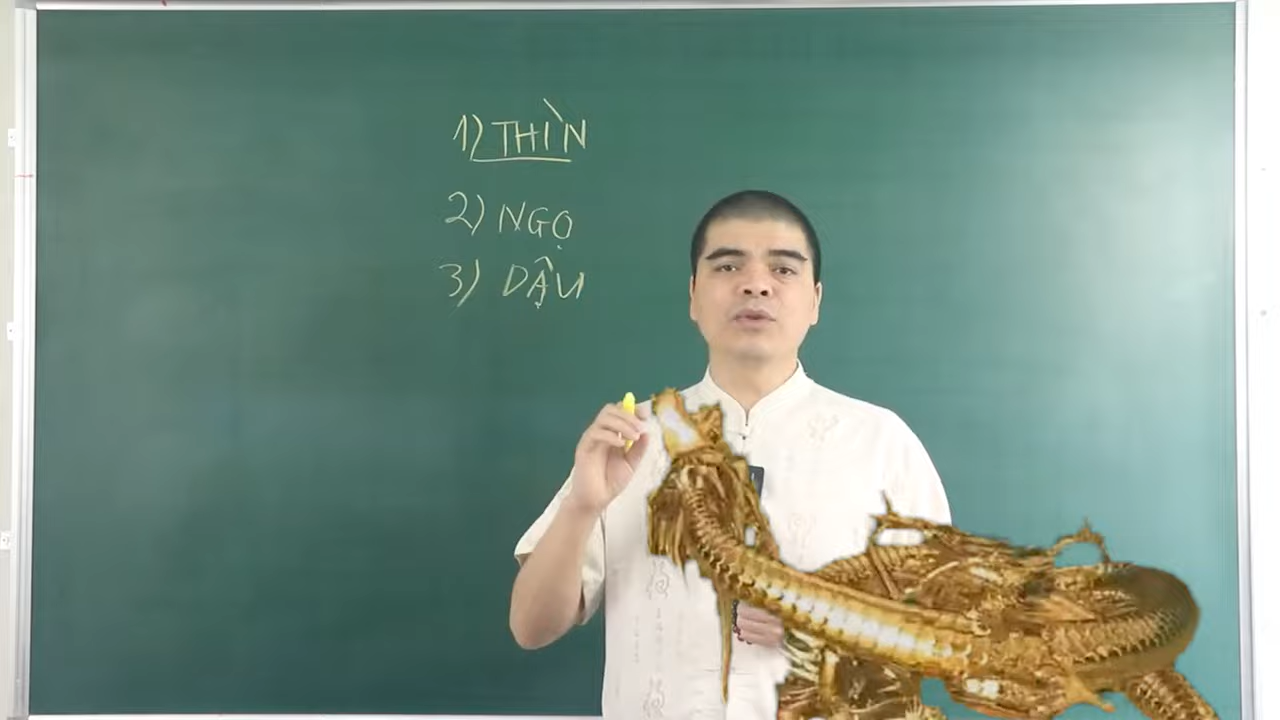 1) THÌN
2) NGỌ
3) DẬU